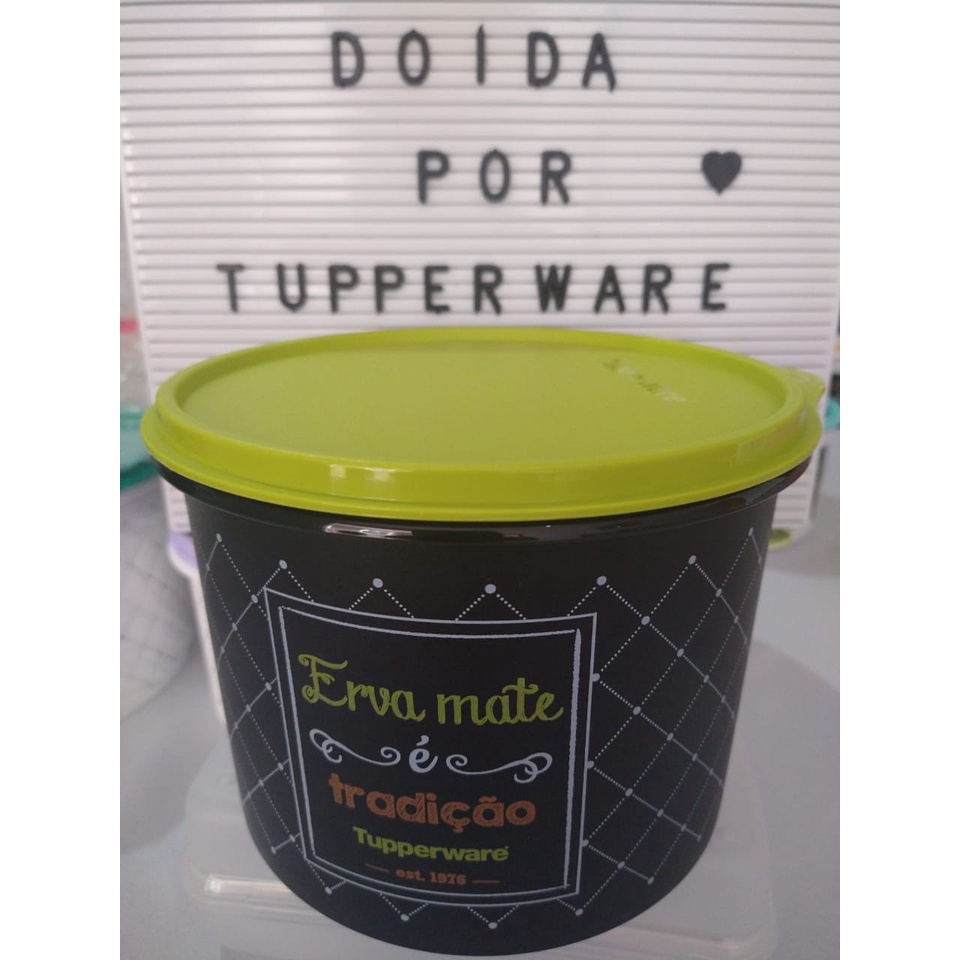 DOIDA
POR ♥
TUPPERWARE
Erva mate
é
tradição
Tupperware
est. 1976